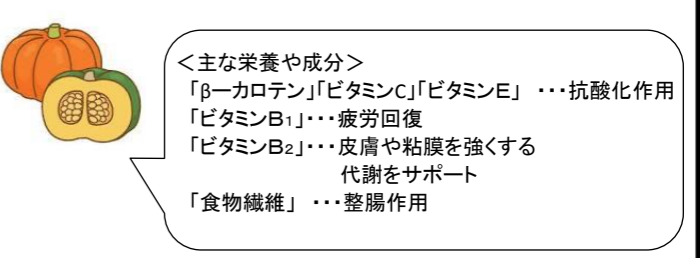 ＜主な栄養や成分＞
「β－カロテン」「ビタミンC」「ビタミンE」 ・・・抗酸化作用
「ビタミンB₁」・・・疲労回復
「ビタミンB₂」・・・皮膚や粘膜を強くする
代謝をサポート
「食物繊維」 ・・・整腸作用